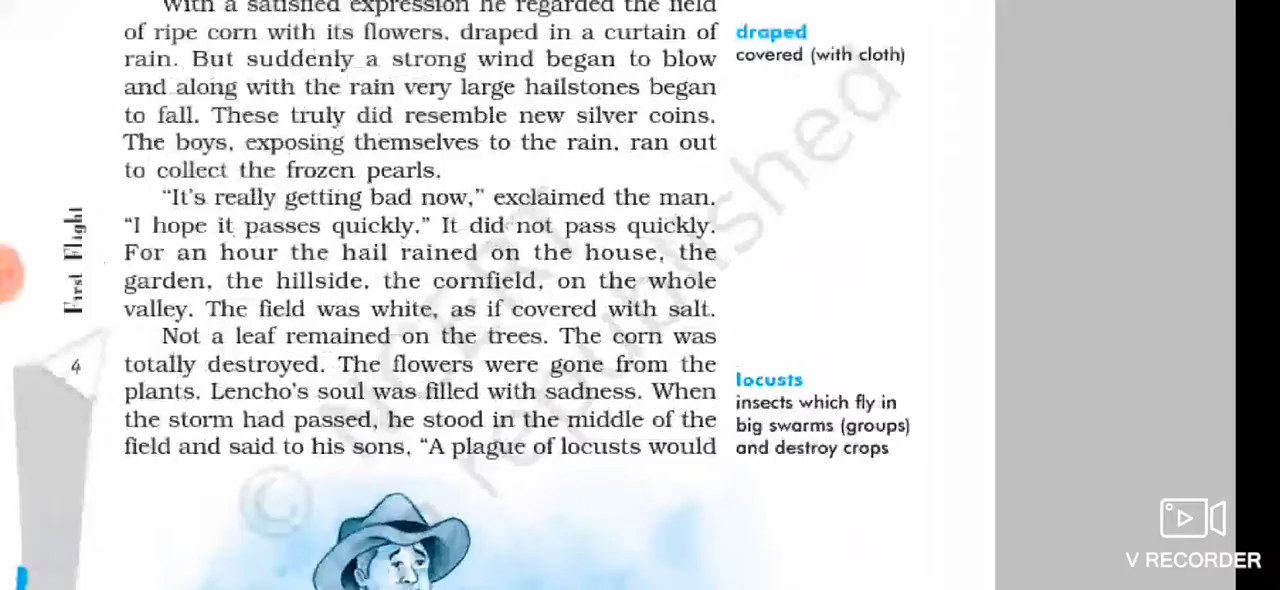 With a satisfied expression he regarded the field
of ripe corn with its flowers, draped in a curtain of
rain. But suddenly a strong wind began to blow
and along with the rain very large hailstones began
to fall. These truly did resemble new silver coins.
The boys, exposing themselves to the rain, ran out
to collect the frozen pearls.
“It’s really getting bad now,” exclaimed the man.
“I hope it passes quickly.” It did not pass quickly.
For an hour the hail rained on the house, the
garden, the hillside, the cornfield, on the whole
valley. The field was white, as if covered with salt.
Not a leaf remained on the trees. The corn was
totally destroyed. The flowers were gone from the
plants. Lencho’s soul was filled with sadness. When
the storm had passed, he stood in the middle of the
field and said to his sons, “A plague of locusts would
draped
covered (with cloth)
locusts
insects which fly in
big swarms (groups)
and destroy crops
First Flight
4
© NCERT
republished
V RECORDER